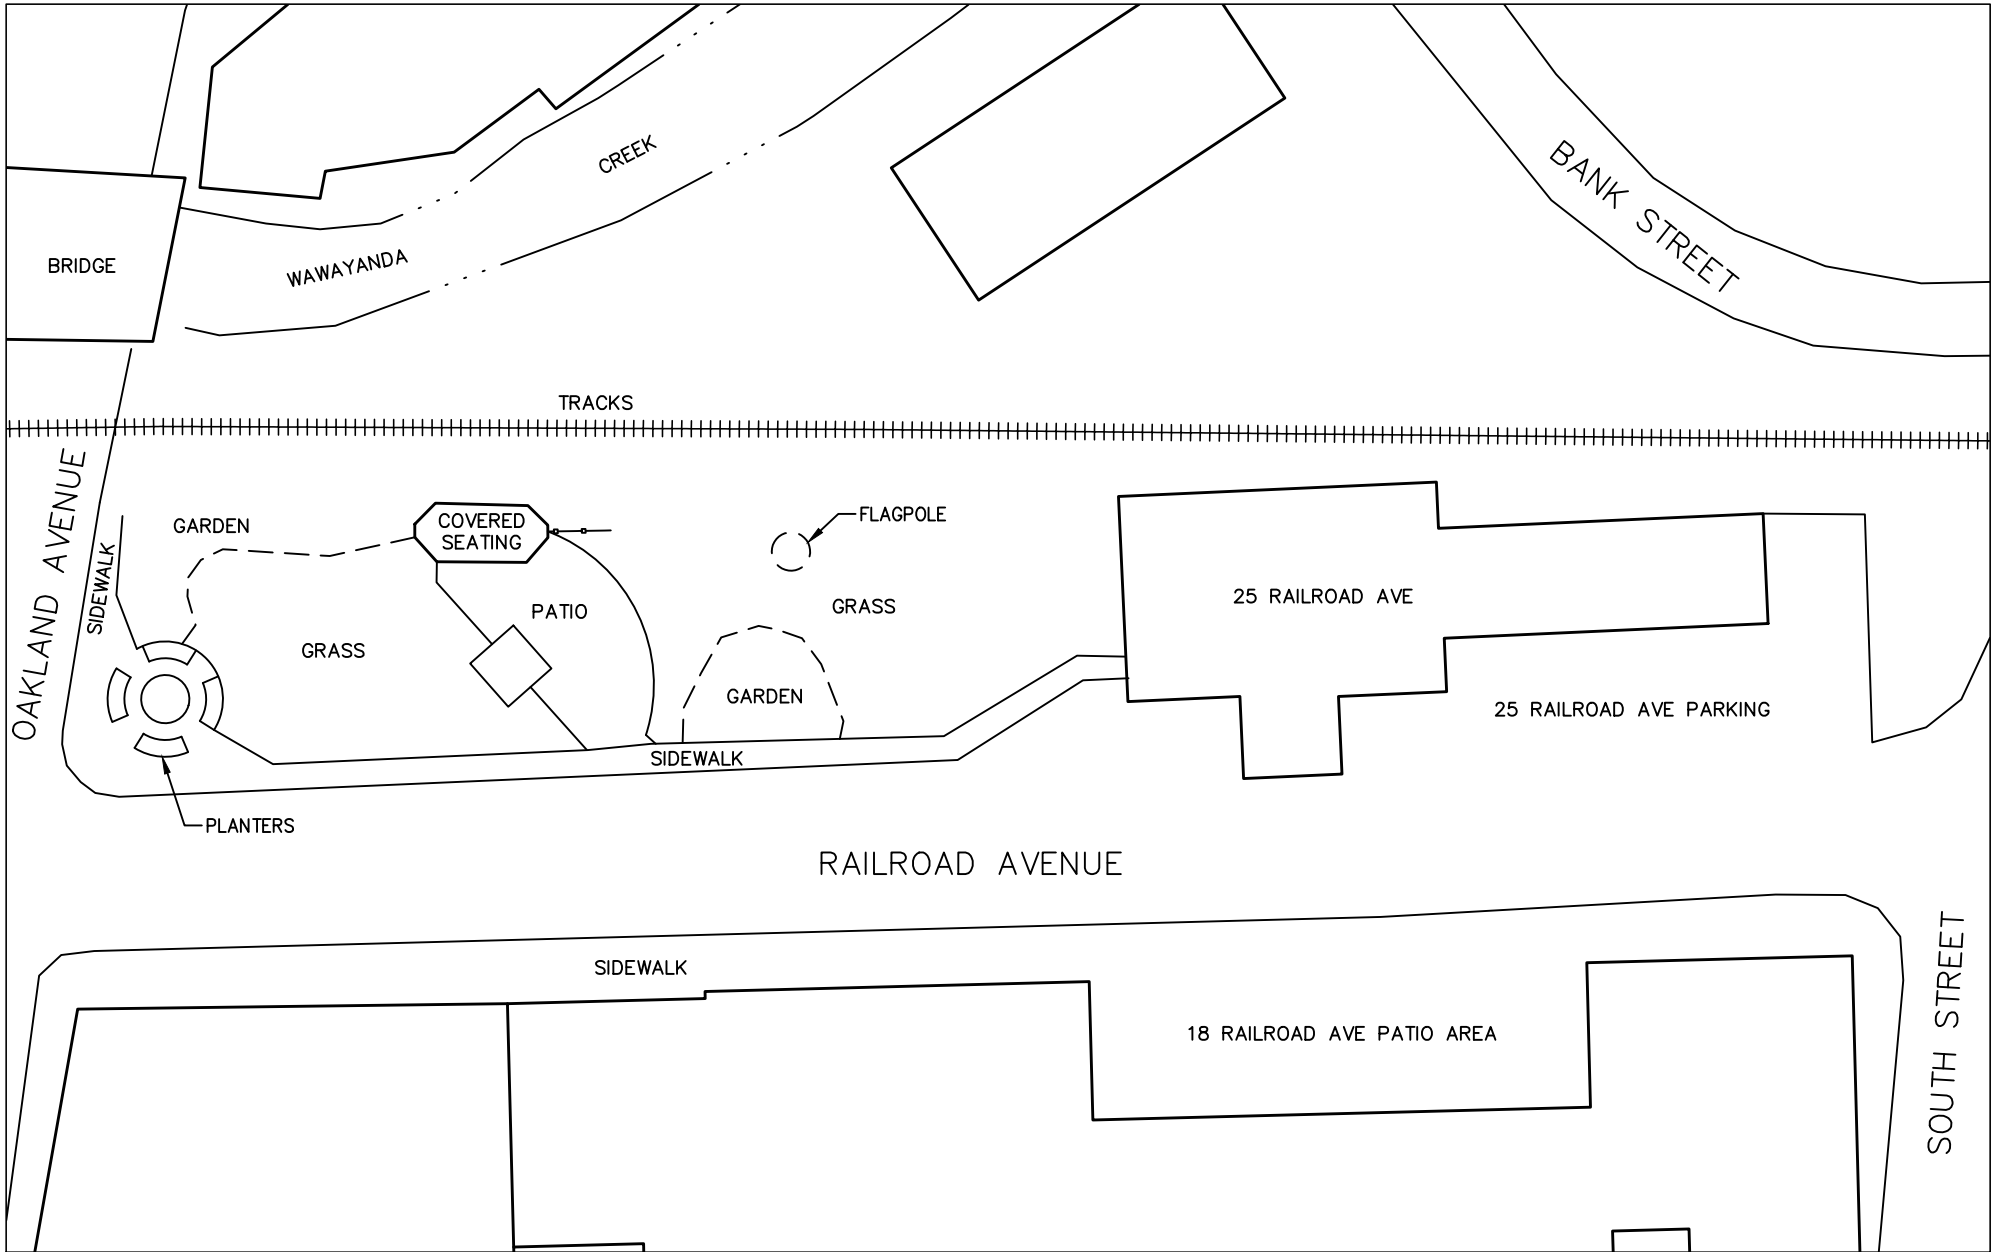 CREEK
BANK STREET
BRIDGE
WAWAYANDA
TRACKS
OAKLAND AVENUE
SIDEWALK
GARDEN
COVERED
SEATING
FLAGPOLE
PATIO
GRASS
25 RAILROAD AVE
GRASS
GARDEN
25 RAILROAD AVE PARKING
SIDEWALK
PLANTERS
RAILROAD AVENUE
SIDEWALK
18 RAILROAD AVE PATIO AREA
SOUTH STREET